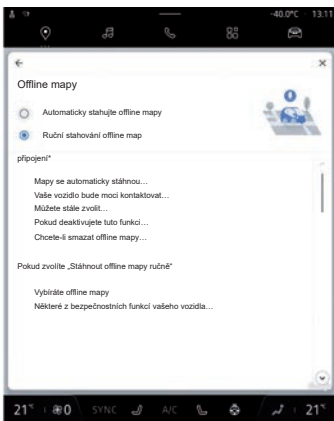 -40.0°C 13.11
Offline mapy
Automaticky stahujte offline mapy
Ruční stahování offline map
připojení*
Mapy se automaticky stáhnou…
Vaše vozidlo bude moci kontaktovat…
Můžete stále zvolit…
Pokud deaktivujete tuto funkci…
Chcete-li smazat offline mapy…
Pokud zvolíte „Stáhnout offline mapy ručně“
Vybíráte offline mapy
Některé z bezpečnostních funkcí vašeho vozidla…
21° 0 SYNC A/C 21°